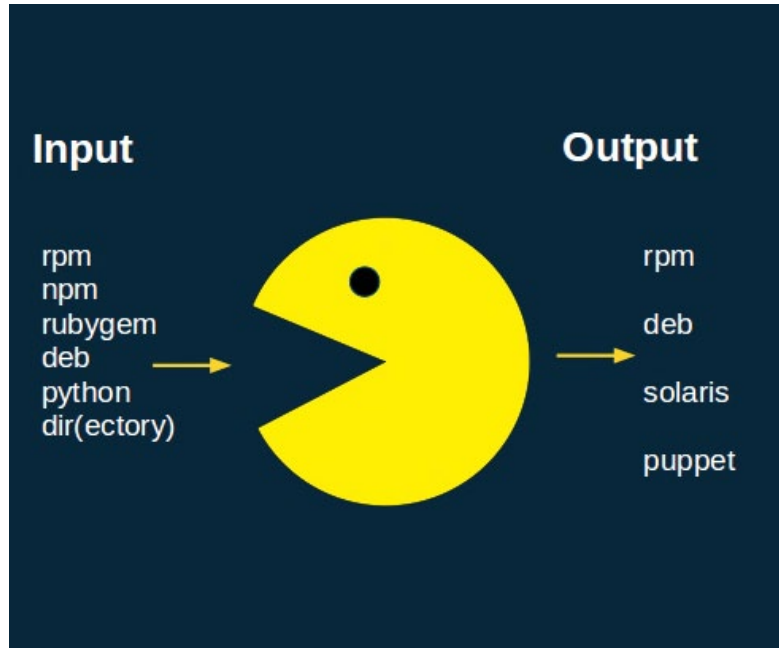 Input
rpm
npm
rubygem
deb
python
dir(ectory)
Output
rpm
deb
solaris
puppet